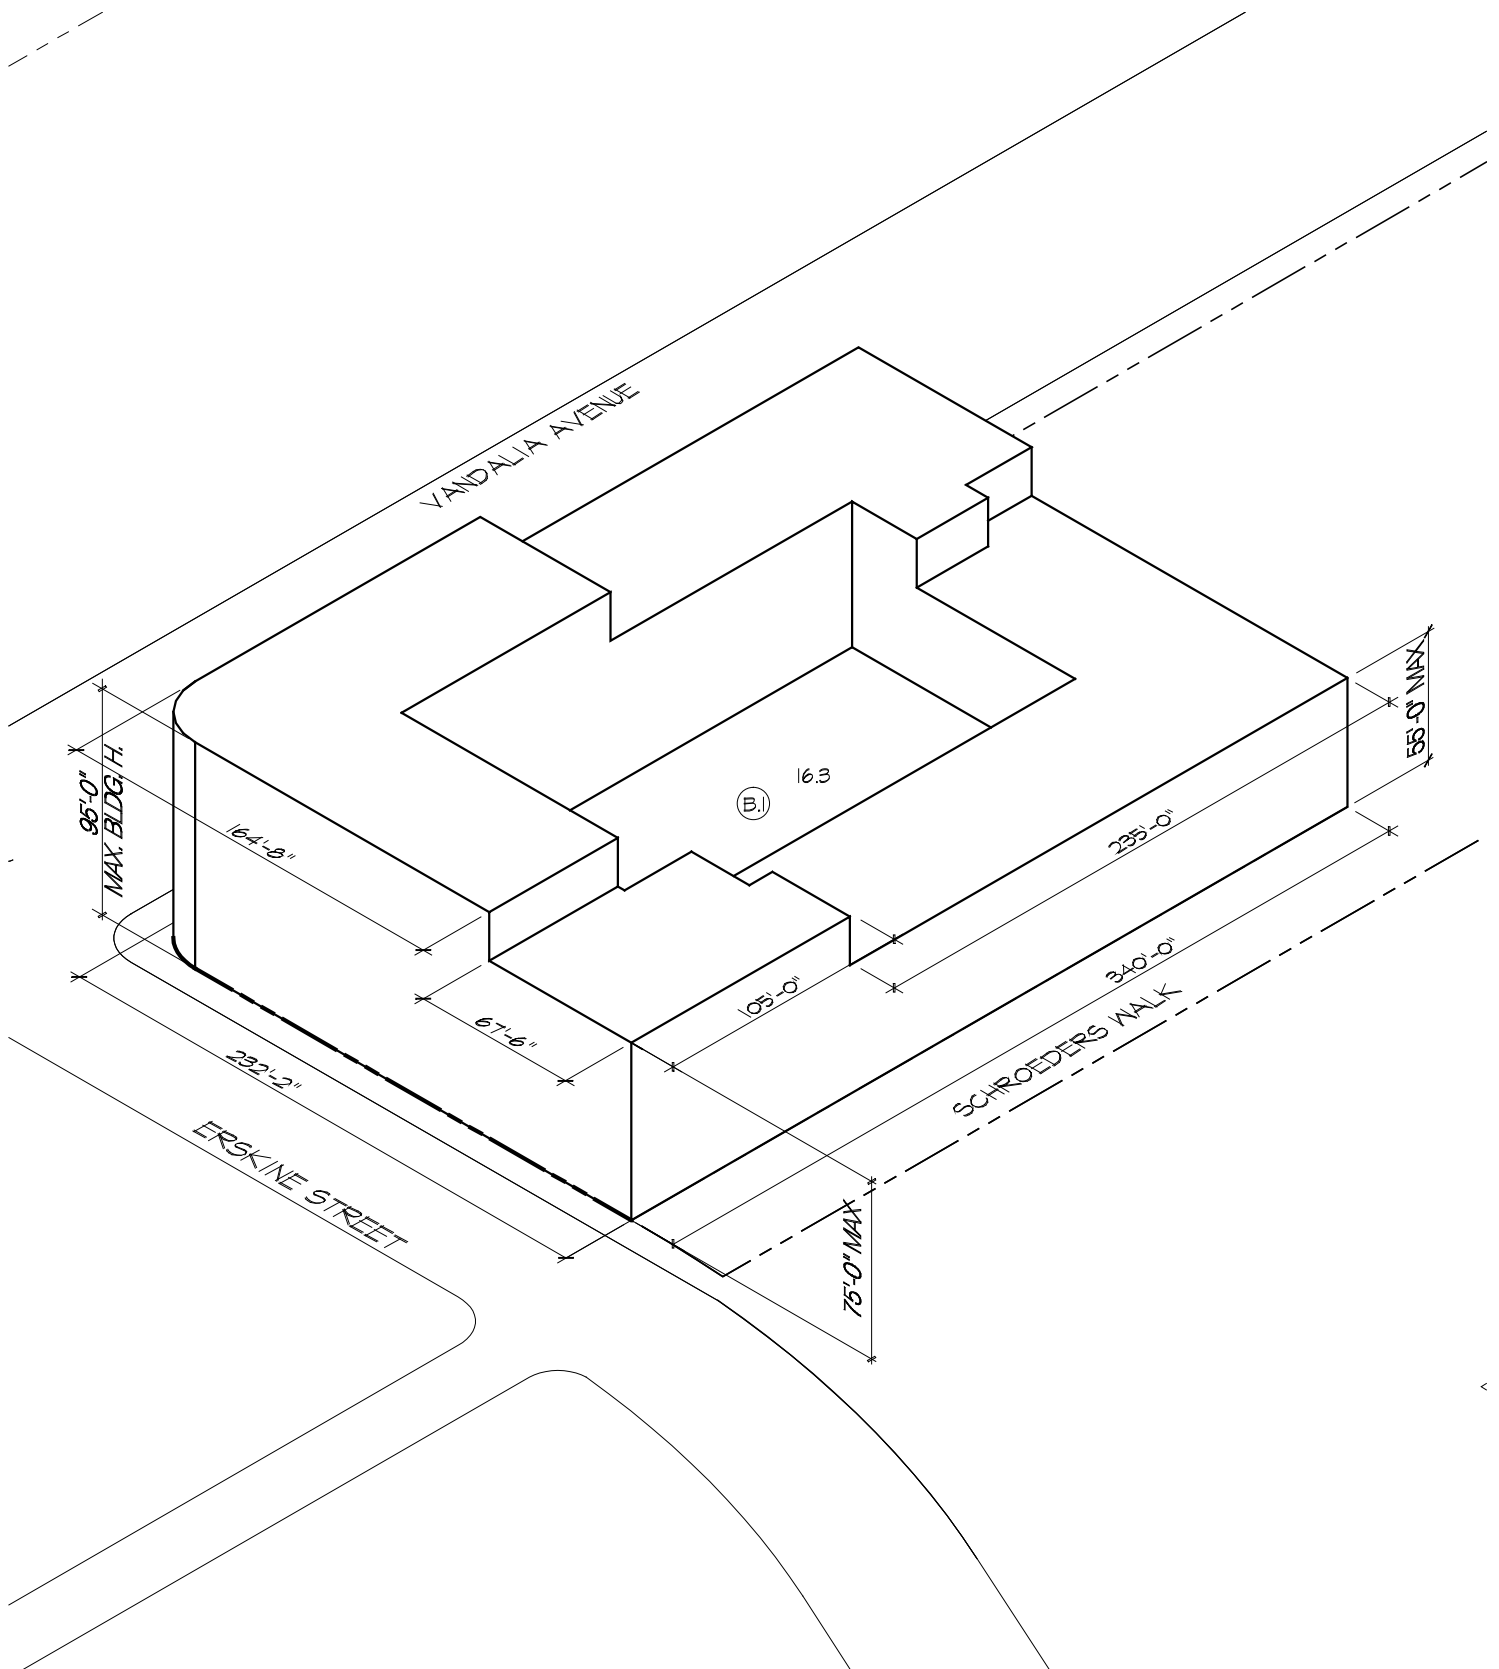 VANDALIA AVENUE
55'-0" MAX.
95'-0"
MAX. BLDG. H.
16.3
B.1
164'-8"
235'-0"
340'-0"
105'-0"
67'-6"
232'-2"
SCHROEDERS WALK
ERSKINE STREET
75'-0" MAX